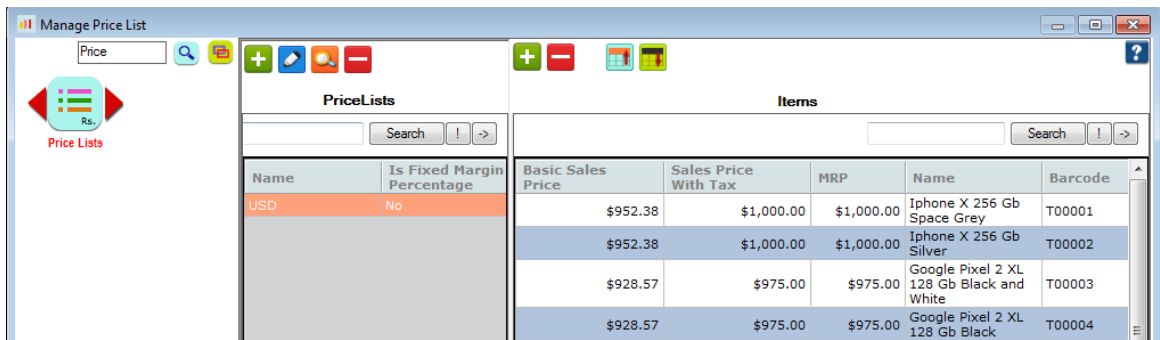 Manage Price List
Price
?
PriceLists
Items
Rs.
Price Lists
Search ! ->
Search ! ->
Name Is Fixed Margin
Percentage
Basic Sales
Price Sales Price
With Tax MRP Name Barcode
USD No
$952.38 $1,000.00 $1,000.00 Iphone X 256 Gb
Space Grey T00001
$952.38 $1,000.00 $1,000.00 Iphone X 256 Gb
Silver T00002
$928.57 $975.00 $975.00 Google Pixel 2 XL
128 Gb Black and
White T00003
$928.57 $975.00 $975.00 Google Pixel 2 XL
128 Gb Black T00004